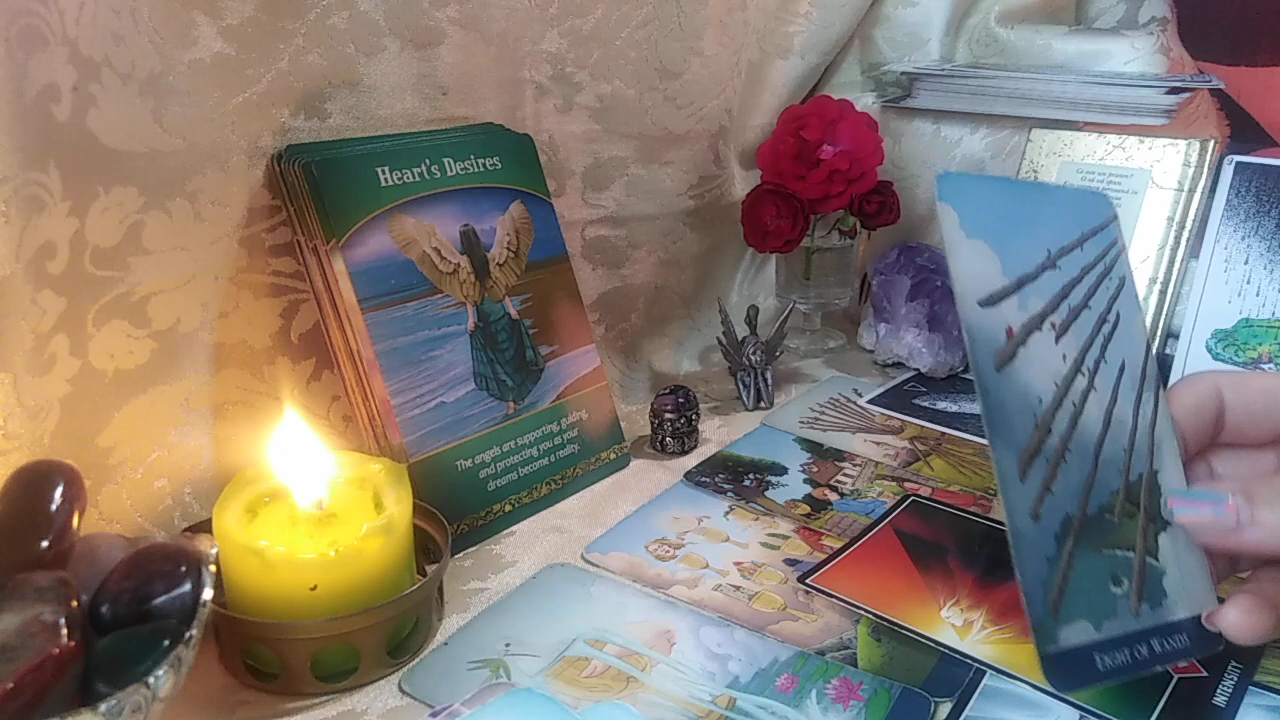 Heart's Desires
The angels are supporting, guiding,
and protecting you as your
dreams become a reality.
EIGHT OF WANDS
INTENSITY